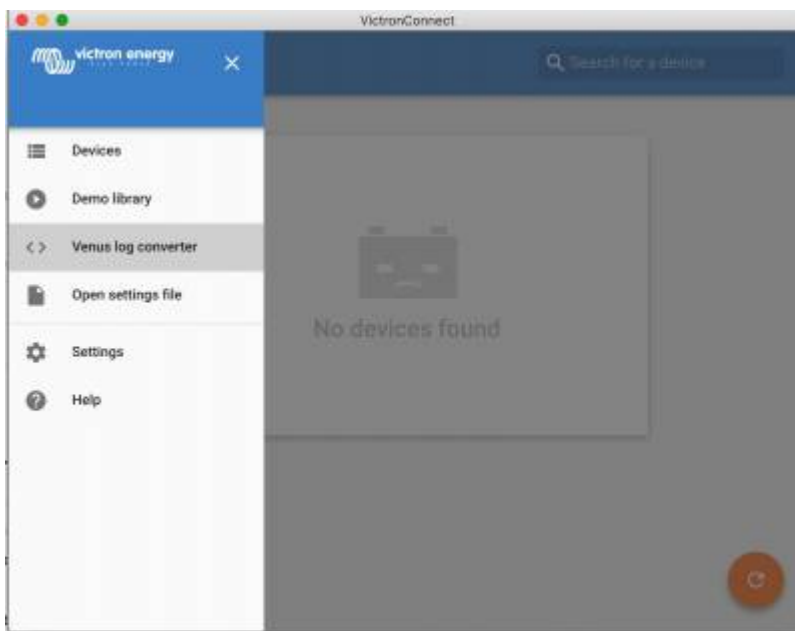 VictronConnect
victron energy
Search for a device
Devices
Demo library
Venus log converter
Open settings file
No devices found
Settings
Help